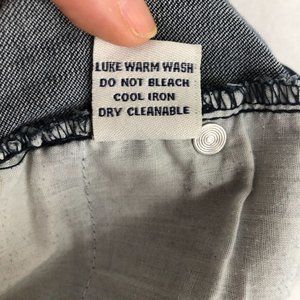 LUKE WARM WASH
DO NOT BLEACH
COOL IRON
DRY CLEANABLE